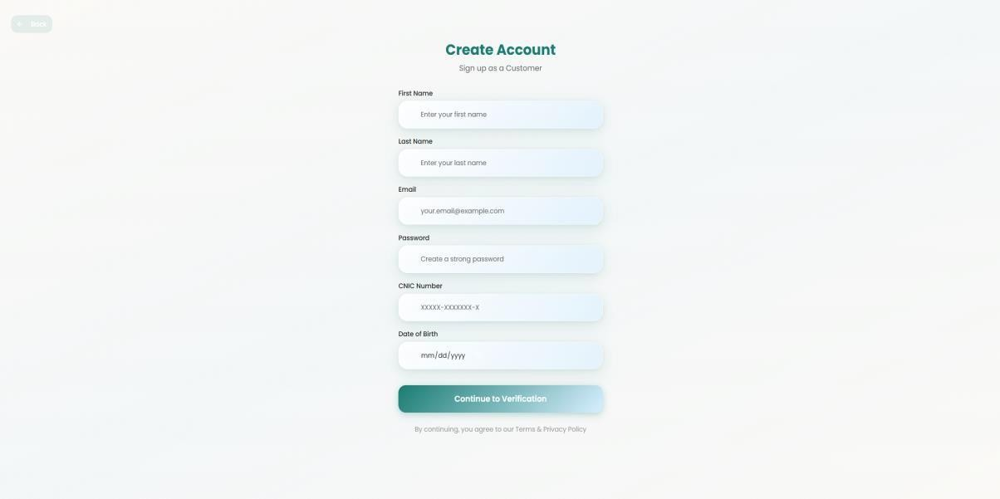 ← Back
Create Account
Sign up as a Customer
First Name
Enter your first name
Last Name
Enter your last name
Email
your.email@example.com
Password
Create a strong password
CNIC Number
XXXXX-XXXXXXX-X
Date of Birth
mm/dd/yyyy
Continue to Verification
By continuing, you agree to our Terms & Privacy Policy